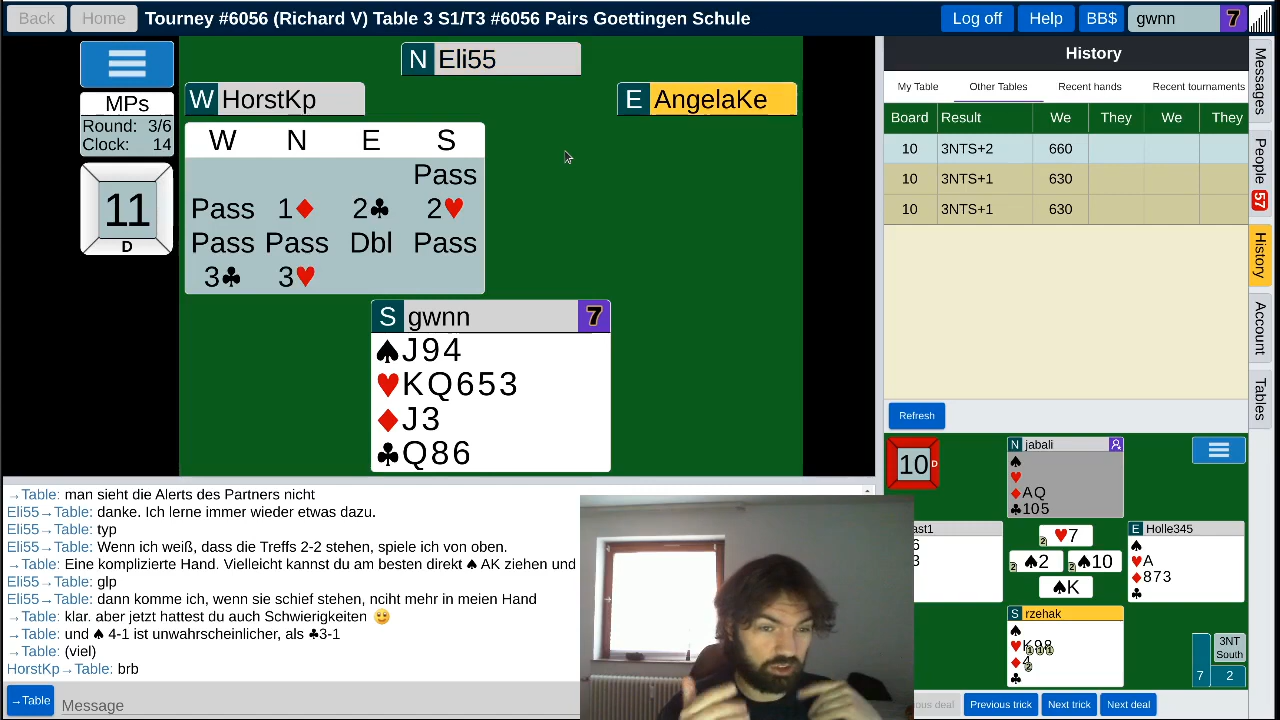 Back Home Tourney #6056 (Richard V) Table 3 S1/T3 #6056 Pairs Goettingen Schule Log off Help BB$ gwnn 7
N Eli55
W HorstKp
E AngelaKe
MPs
Round: 3/6
Clock: 14
11
D
W N E S
Pass
Pass 1♦ 2♣ 2♥
Pass Pass Dbl Pass
3♣ 3♥
S gwnn 7
♠J94
♥KQ653
♦J3
♣Q86
→Table: man sieht die Alerts des Partners nicht
Eli55→Table: danke. Ich lerne immer wieder etwas dazu.
Eli55→Table: typ
Eli55→Table: Wenn ich weiß, dass die Treffs 2-2 stehen, spiele ich von oben.
→Table: Eine komplizierte Hand. Vielleicht kannst du am besten direkt ♠ AK ziehen und
Eli55→Table: glp
Eli55→Table: dann komme ich, wenn sie schief stehen, nciht mehr in meien Hand
→Table: klar. aber jetzt hattest du auch Schwierigkeiten
→Table: und ♠ 4-1 ist unwahrscheinlicher, als ♣3-1
→Table: (viel)
HorstKp→Table: brb
→Table Message
History
My Table Other Tables Recent hands Recent tournaments
Board Result We They We They
10 3NTS+2 660
10 3NTS+1 630
10 3NTS+1 630
Refresh
10 D
N jabali
♠
♥
♦AQ
♣105
ast1
6
3
♥7
♠2
♠10
♠K
E Holle345
♠
♥A
♦873
♣
S rzehak
♠
♥K98
♦4
♣
3NT
South
7 2
ous deal Previous trick Next trick Next deal
Messages
People 57
History
Account
Tables